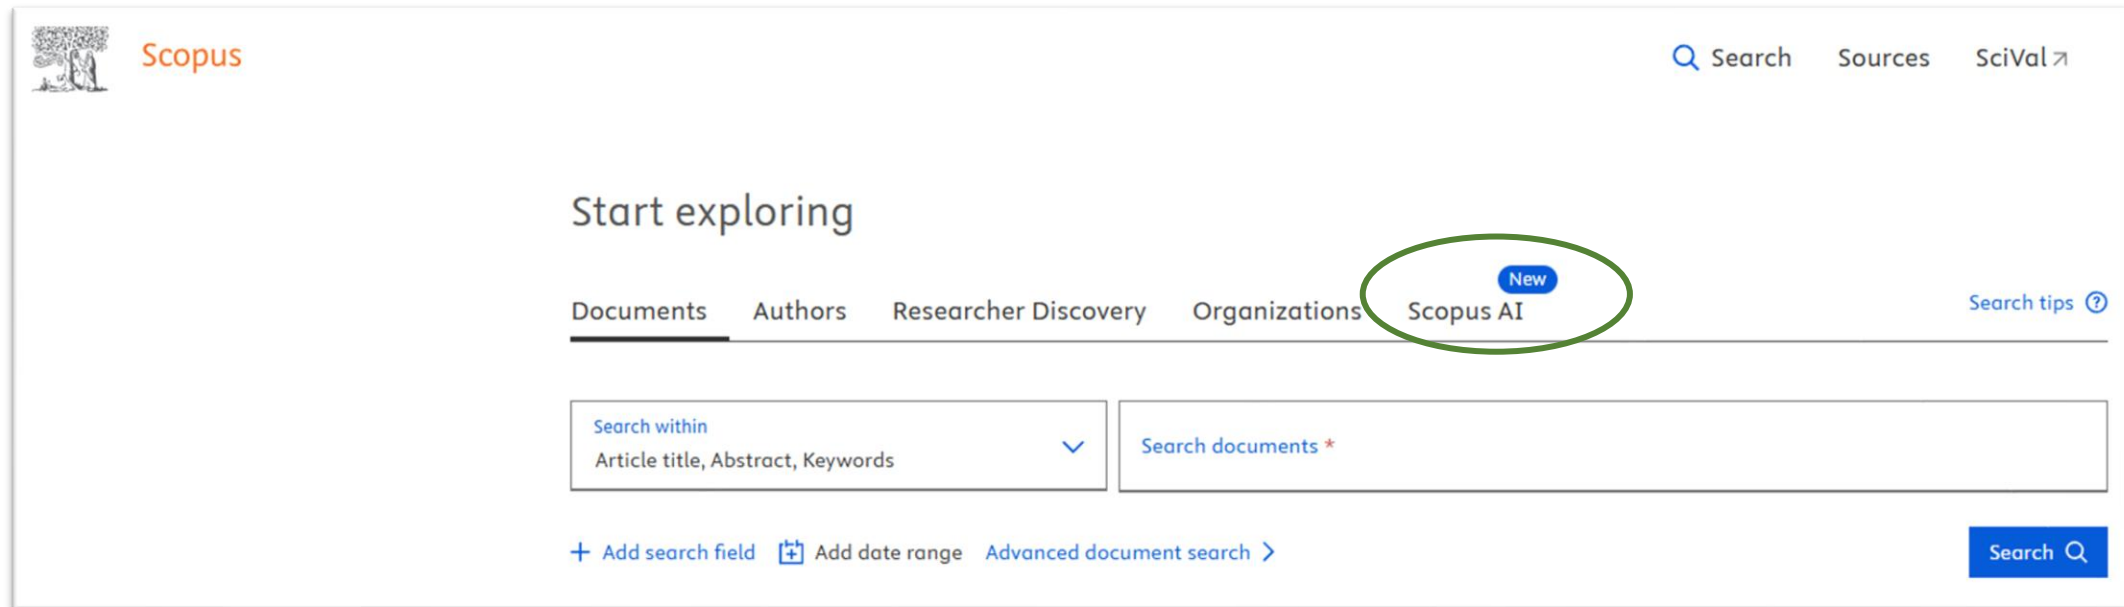 Scopus
Search Sources SciVal
Start exploring
New
Documents Authors Researcher Discovery Organizations Scopus AI
Search tips
Search within
Article title, Abstract, Keywords
Search documents *
Add search field Add date range Advanced document search
Search